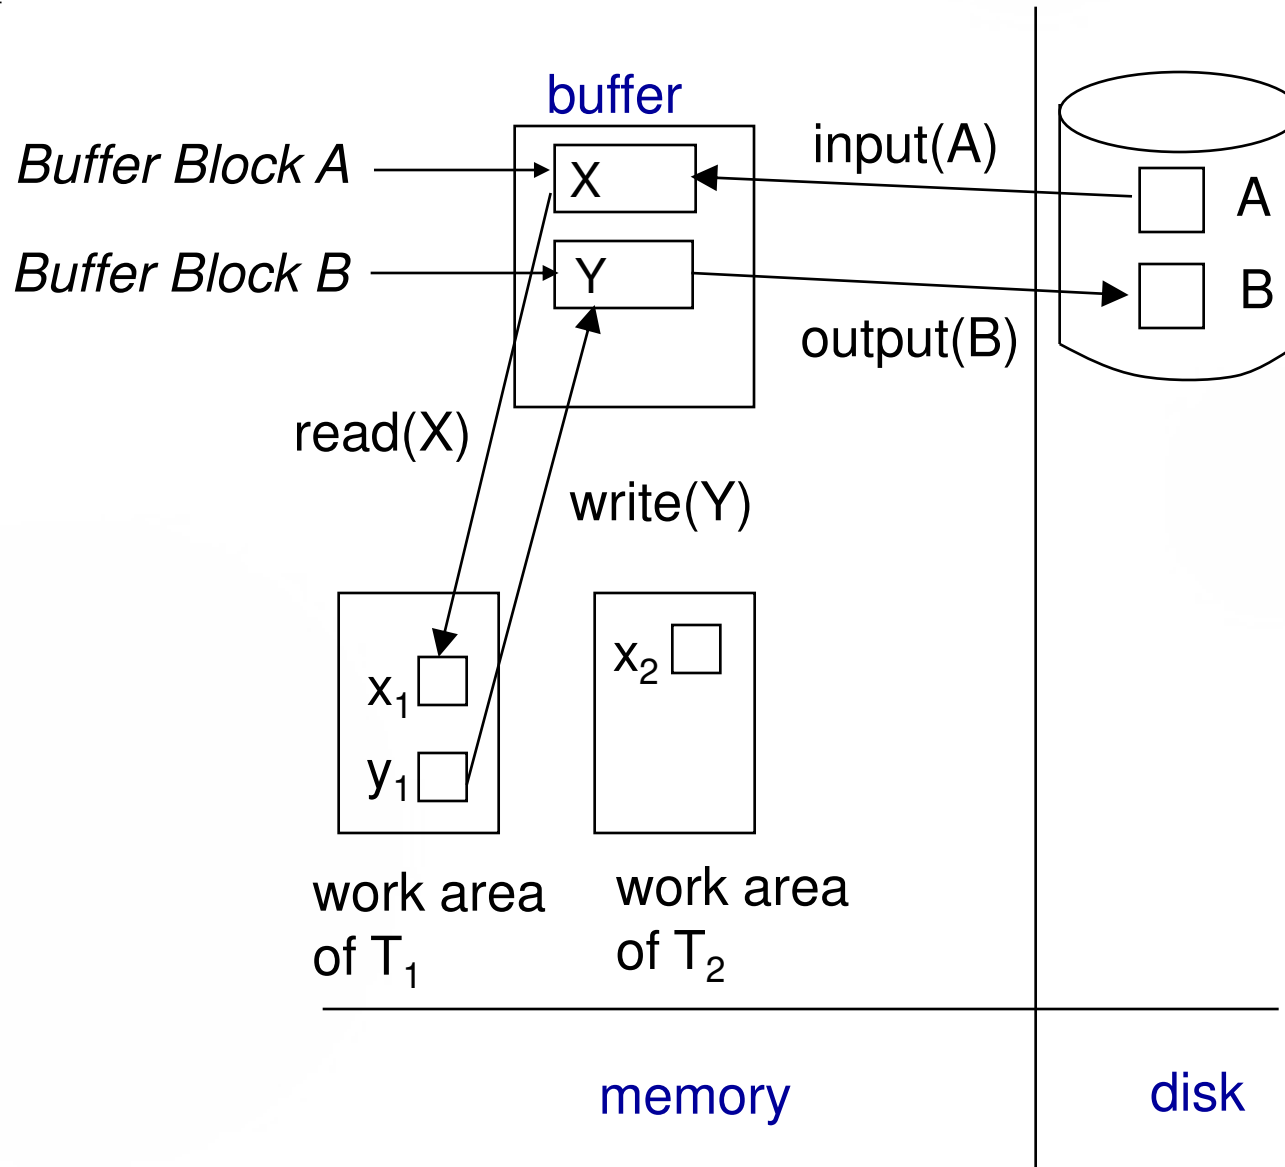 buffer
Buffer Block A
X
input(A)
A
Buffer Block B
Y
B
output(B)
read(X)
write(Y)
x₁
y₁
x₂
work area
of T₁
work area
of T₂
memory
disk